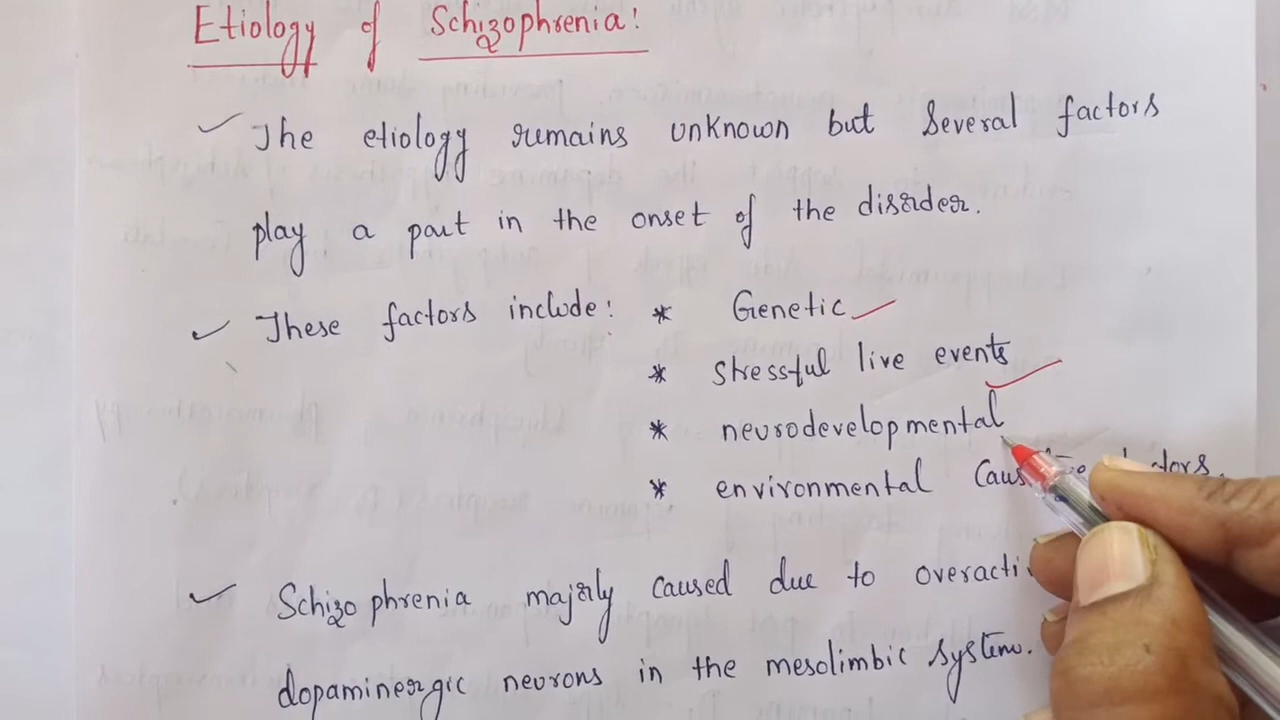 Etiology of Schizophrenia:
The etiology remains unknown but Several factors
play a part in the onset of the disorder.
These factors include: * Genetic
* stressful live events
* neurodevelopmental
* environmental
Schizophrenia majorly caused due to
dopaminergic neurons in the mesolimbic system.